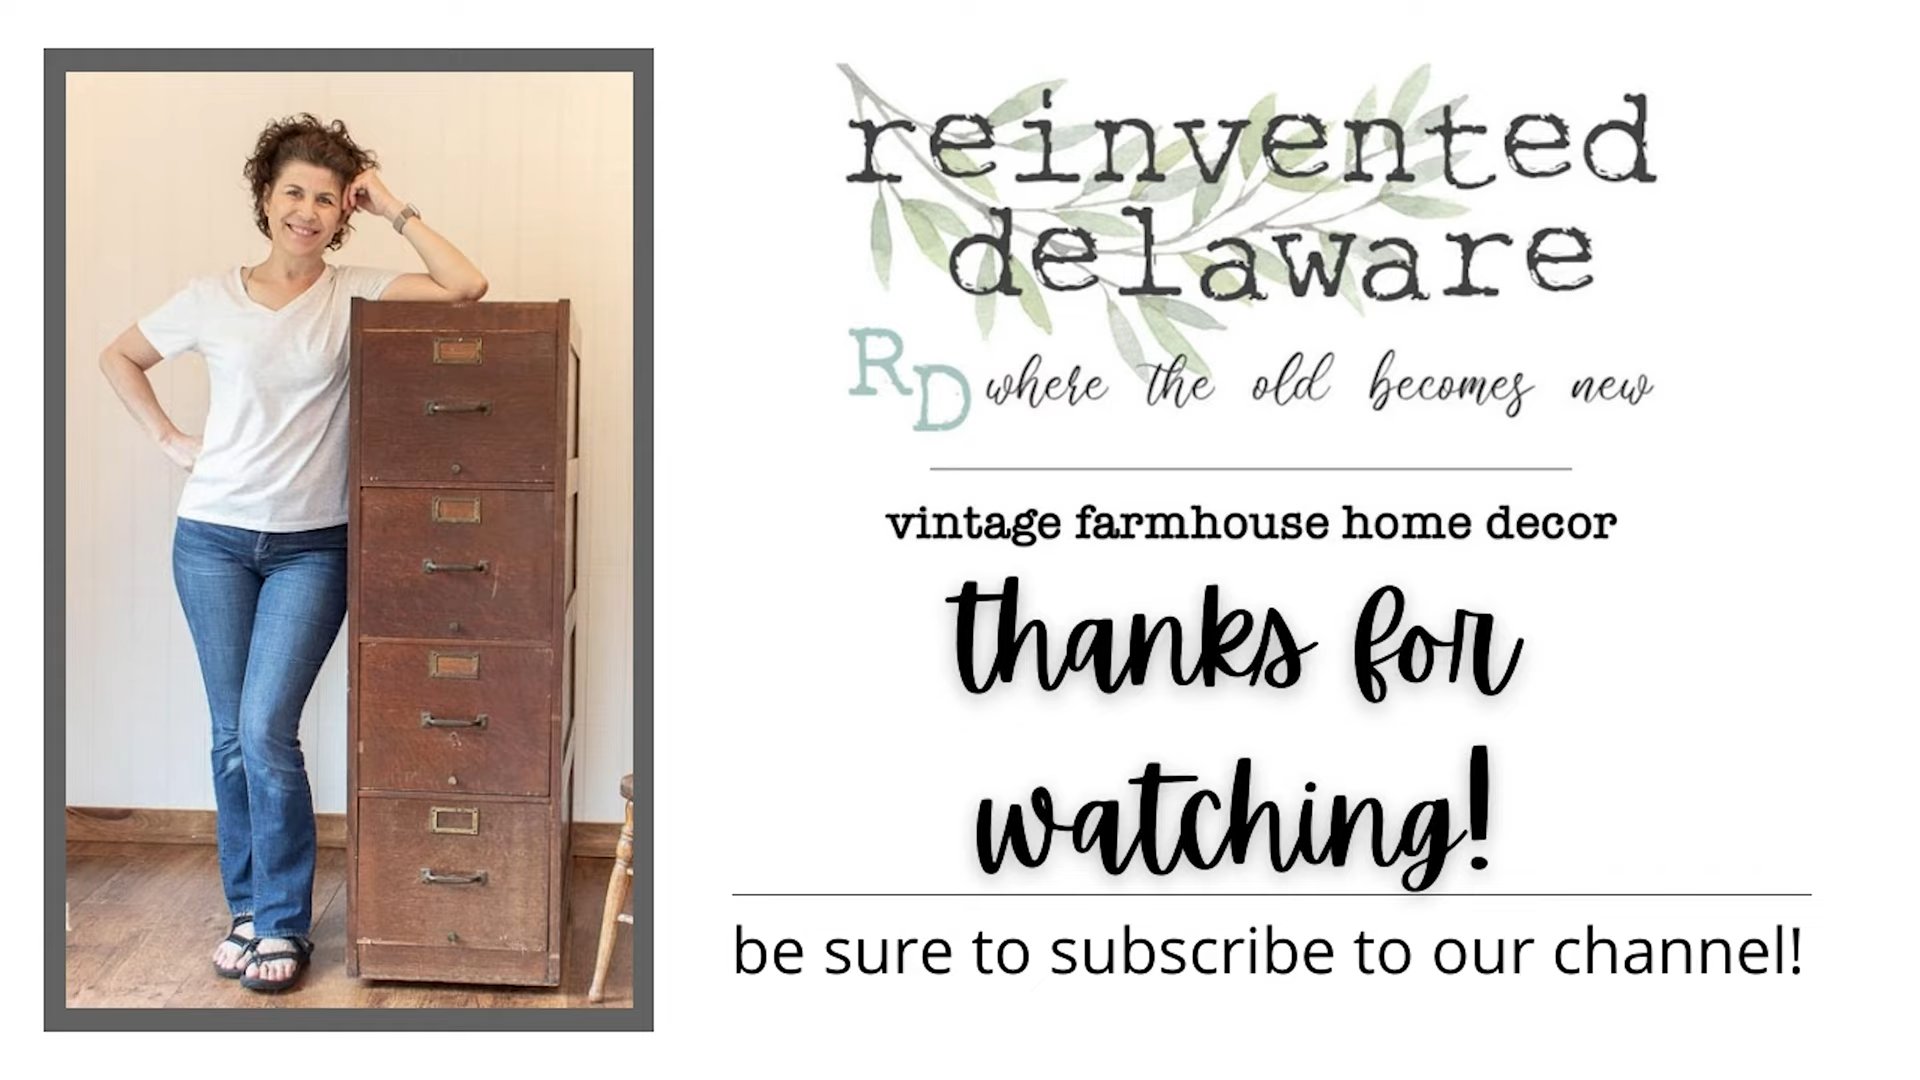 reinvented
delaware
RD where the old becomes new
vintage farmhouse home decor
thanks for
watching!
be sure to subscribe to our channel!